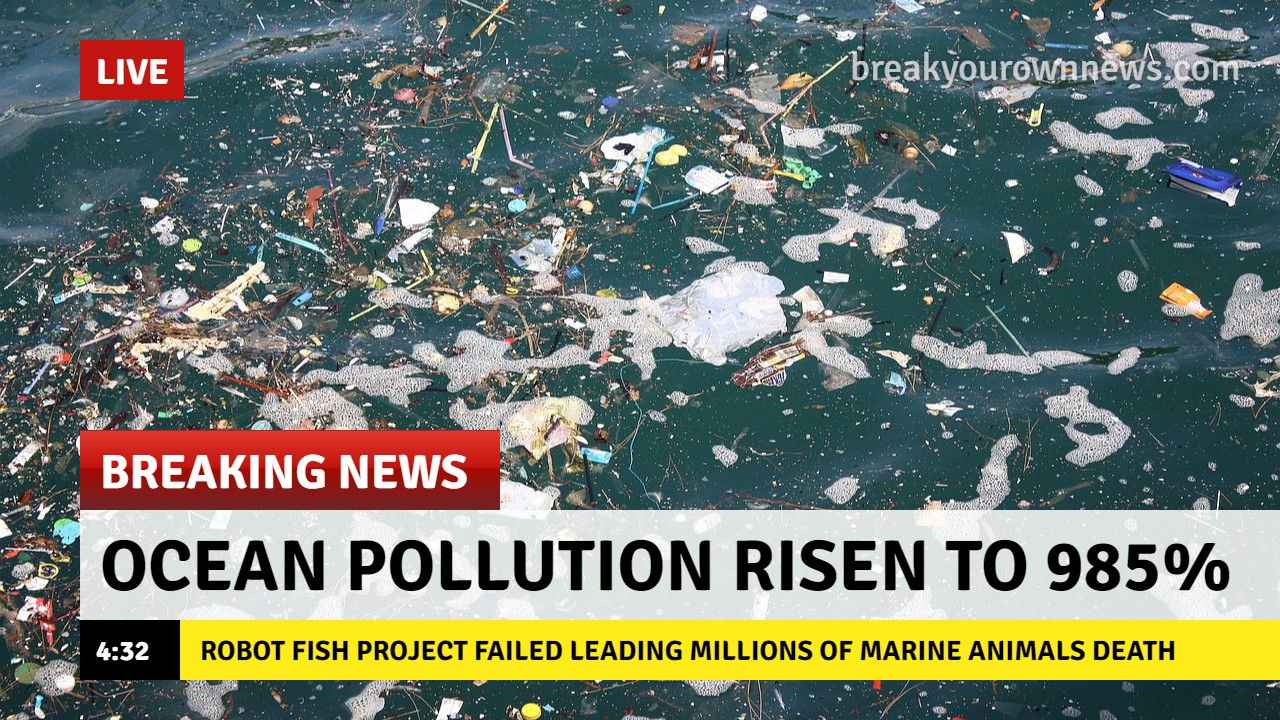 LIVE
breakyourownnews.com
BREAKING NEWS
OCEAN POLLUTION RISEN TO 985%
4:32
ROBOT FISH PROJECT FAILED LEADING MILLIONS OF MARINE ANIMALS DEATH